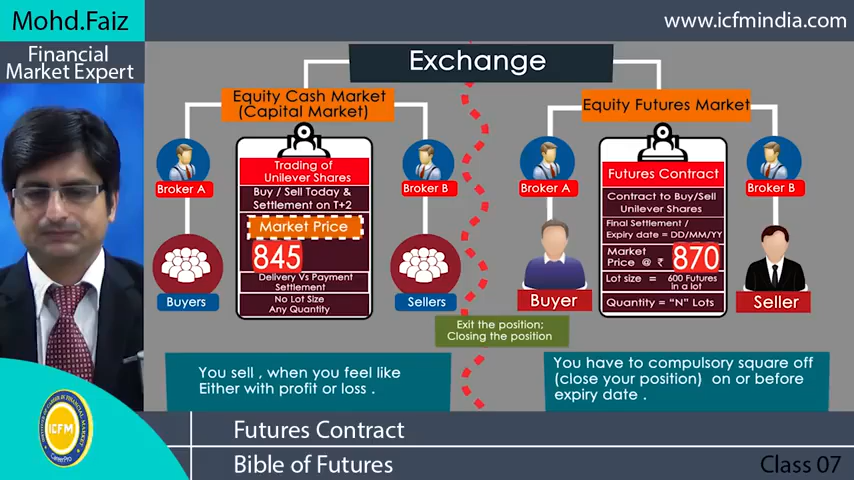 Mohd.Faiz
www.icfmindia.com
Financial
Market Expert
Exchange
Equity Cash Market
(Capital Market)
Equity Futures Market
Broker A
Trading of
Unilever Shares
Buy / Sell Today &
Settlement on T+2
Market Price
845
Delivery Vs Payment
Settlement
No Lot Size
Any Quantity
Broker B
Buyers
Sellers
Broker A
Futures Contract
Contract to Buy/Sell
Unilever Shares
Final Settlement /
Expiry date = DD/MM/YY
Market
Price @ ₹ 870
Lot size = 600 Futures
in a lot
Quantity = “N” Lots
Broker B
Buyer
Seller
Exit the position;
Closing the position
You sell , when you feel like
Either with profit or loss .
You have to compulsory square off
(close your position) on or before
expiry date .
ICFM
CareerPro
Futures Contract
Bible of Futures
Class 07